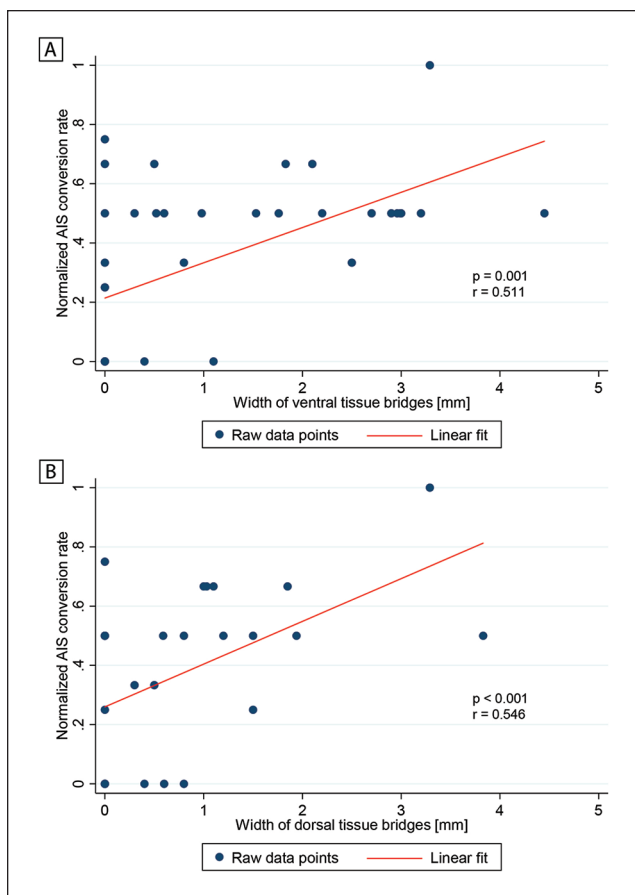 A
Normalized AIS conversion rate
1
.8
.6
.4
.2
0
p = 0.001
r = 0.511
0 1 2 3 4 5
Width of ventral tissue bridges [mm]
Raw data points Linear fit
B
Normalized AIS conversion rate
1
.8
.6
.4
.2
0
p < 0.001
r = 0.546
0 1 2 3 4 5
Width of dorsal tissue bridges [mm]
Raw data points Linear fit